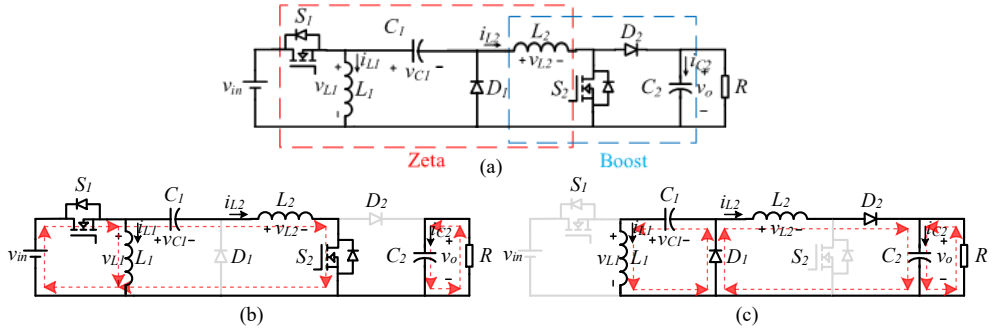 S1 C1 iL2 L2 D2
vin + vL1 - iL1 L1 + vC1 - D1 + vL2 - S2 C2 iC2 + vo - R
Zeta (a) Boost
S1 C1 iL2 L2 D2
vin + vL1 - iL1 L1 + vC1 - D1 + vL2 - S2 C2 iC2 + vo - R
(b)
S1 C1 iL2 L2 D2
vin + vL1 - iL1 L1 + vC1 - D1 + vL2 - S2 C2 iC2 + vo - R
(c)